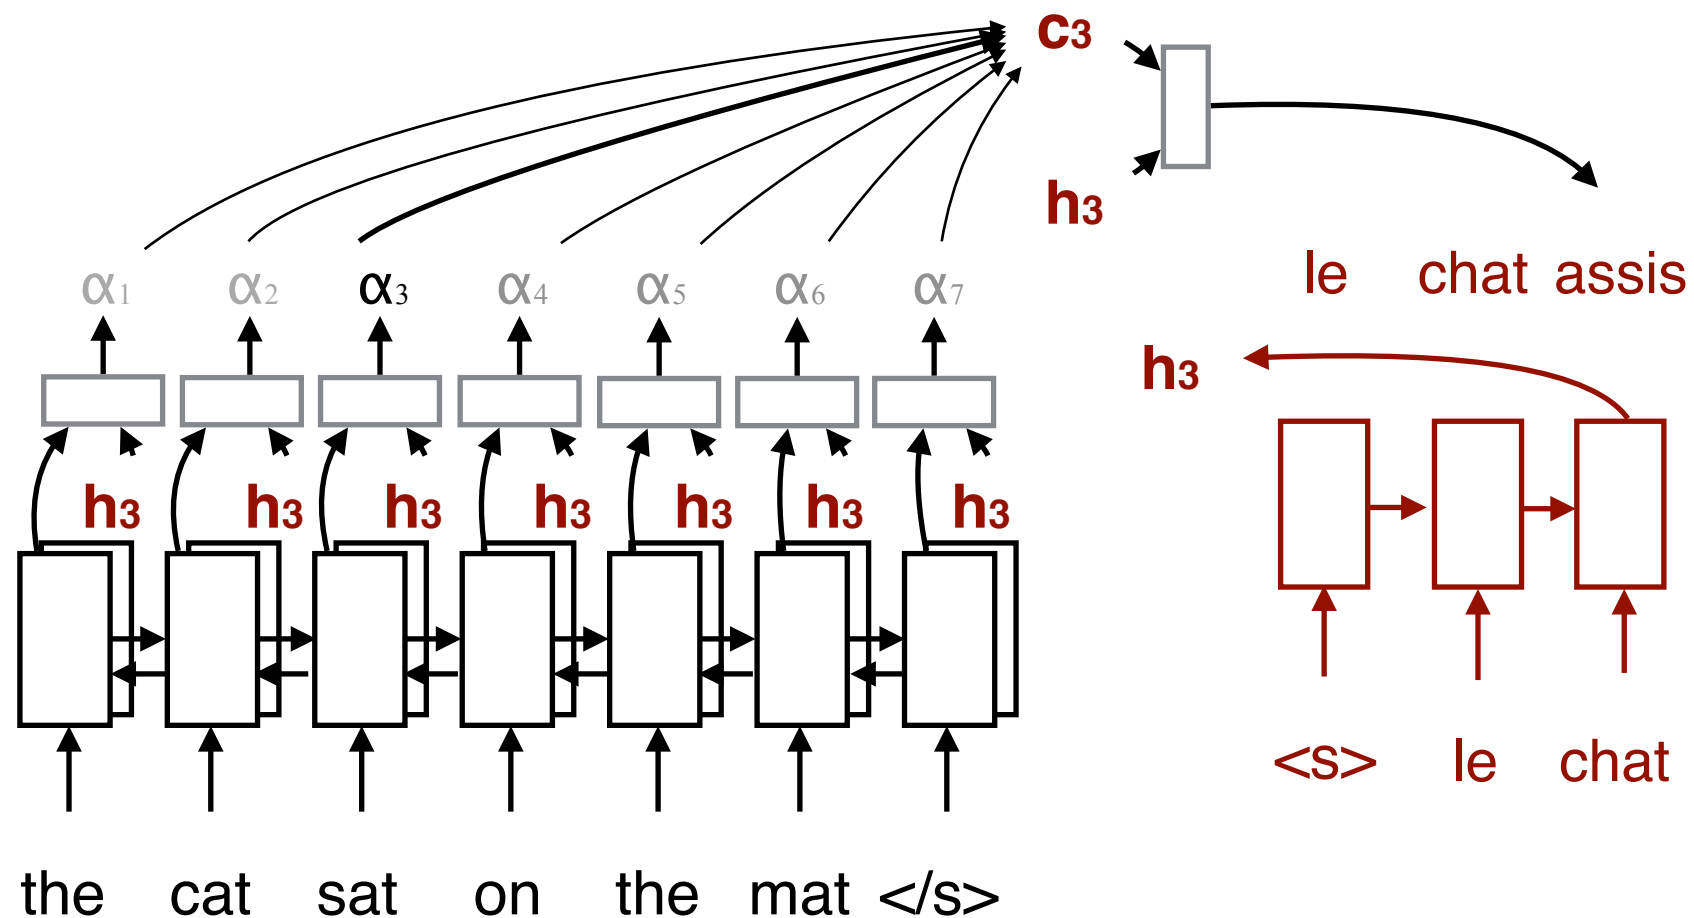 c3
h3
le chat assis
α1 α2 α3 α4 α5 α6 α7
h3
h3 h3 h3 h3 h3 h3 h3
<s> le chat
the cat sat on the mat </s>